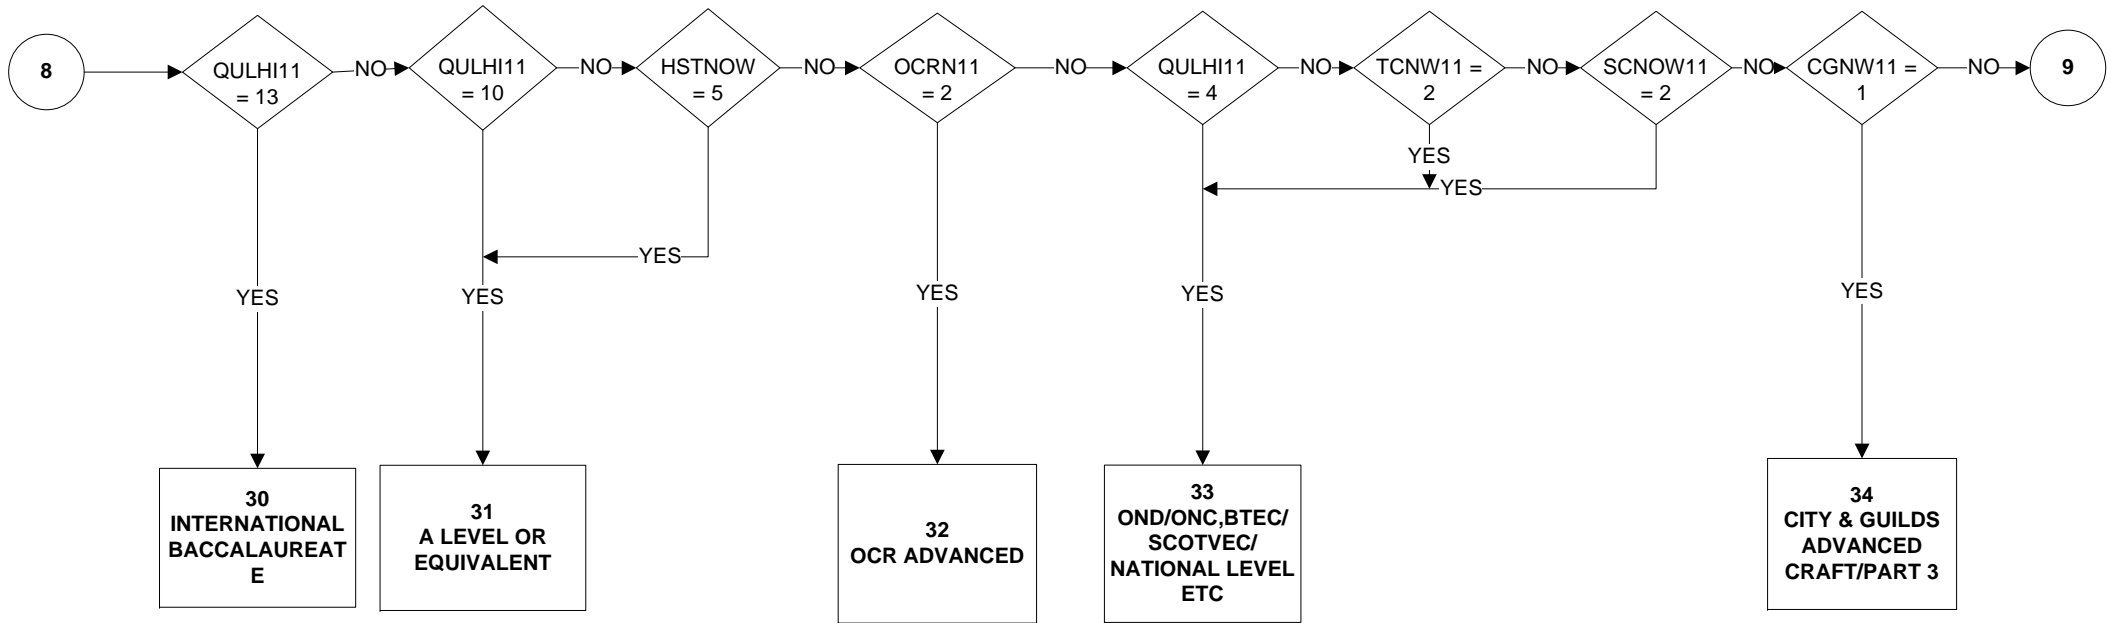 8
QULHI11
= 13
NO
QULHI11
= 10
NO
HSTNOW
= 5
NO
OCRN11
= 2
NO
QULHI11
= 4
NO
TCNW11 =
2
NO
SCNOW11
= 2
NO
CGNW11 =
1
NO
9
YES
YES
YES
YES
YES
YES
YES
YES
30
INTERNATIONAL
BACCALAUREAT
E
31
A LEVEL OR
EQUIVALENT
32
OCR ADVANCED
33
OND/ONC,BTEC/
SCOTVEC/
NATIONAL LEVEL
ETC
34
CITY & GUILDS
ADVANCED
CRAFT/PART 3